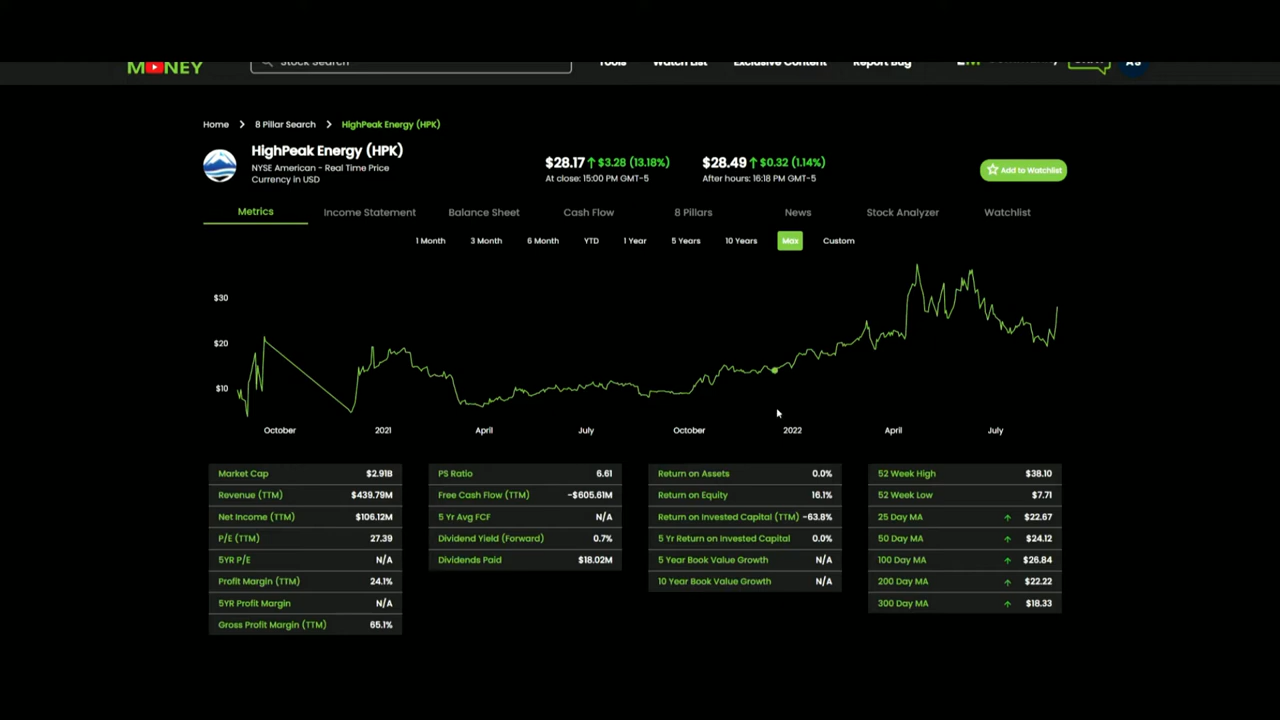 MONEY
Stock Search
Tools Watch List Exclusive Content Report Bug
AS
Home > 8 Pillar Search > HighPeak Energy (HPK)
HighPeak Energy (HPK)
NYSE American - Real Time Price
Currency in USD
$28.17 ↑ $3.28 (13.18%)
At close: 15:00 PM GMT-5
$28.49 ↑ $0.32 (1.14%)
After hours: 16:18 PM GMT-5
Add to Watchlist
Metrics Income Statement Balance Sheet Cash Flow 8 Pillars News Stock Analyzer Watchlist
1 Month 3 Month 6 Month YTD 1 Year 5 Years 10 Years Max Custom
$30
$20
$10
October 2021 April July October 2022 April July
Market Cap $2.91B
Revenue (TTM) $439.79M
Net Income (TTM) $106.12M
P/E (TTM) 27.39
5YR P/E N/A
Profit Margin (TTM) 24.1%
5YR Profit Margin N/A
Gross Profit Margin (TTM) 65.1%
PS Ratio 6.61
Free Cash Flow (TTM) -$605.61M
5 Yr Avg FCF N/A
Dividend Yield (Forward) 0.7%
Dividends Paid $18.02M
Return on Assets 0.0%
Return on Equity 16.1%
Return on Invested Capital (TTM) -63.8%
5 Yr Return on Invested Capital 0.0%
5 Year Book Value Growth N/A
10 Year Book Value Growth N/A
52 Week High $38.10
52 Week Low $7.71
25 Day MA ↑ $22.67
50 Day MA ↑ $24.12
100 Day MA ↑ $26.84
200 Day MA ↑ $22.22
300 Day MA ↑ $18.33